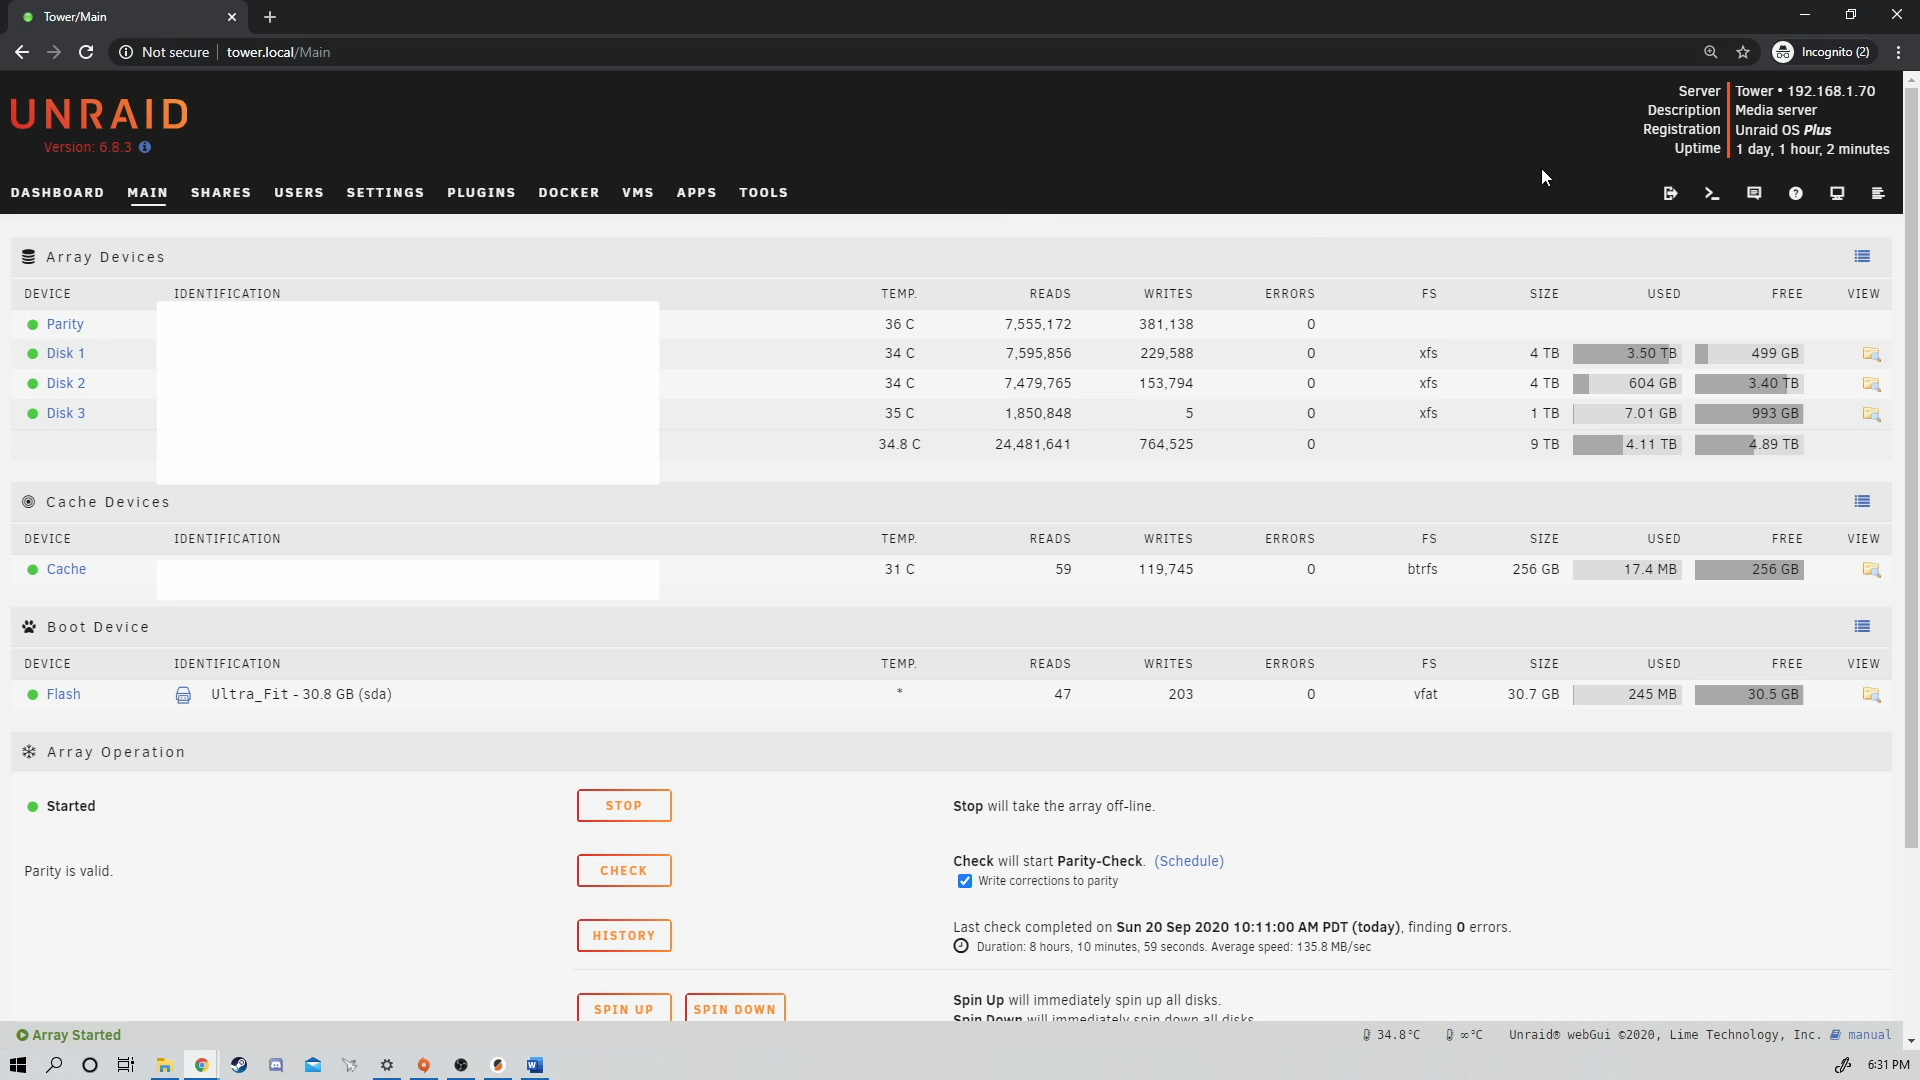 Tower/Main
Not secure tower.local/Main Incognito (2)
UNRAID
Version: 6.8.3
Server Tower • 192.168.1.70
Description Media server
Registration Unraid OS Plus
Uptime 1 day, 1 hour, 2 minutes
DASHBOARD MAIN SHARES USERS SETTINGS PLUGINS DOCKER VMS APPS TOOLS
Array Devices
DEVICE IDENTIFICATION TEMP. READS WRITES ERRORS FS SIZE USED FREE VIEW
Parity 36 C 7,555,172 381,138 0
Disk 1 34 C 7,595,856 229,588 0 xfs 4 TB 3.50 TB 499 GB
Disk 2 34 C 7,479,765 153,794 0 xfs 4 TB 604 GB 3.40 TB
Disk 3 35 C 1,850,848 5 0 xfs 1 TB 7.01 GB 993 GB
34.8 C 24,481,641 764,525 0 9 TB 4.11 TB 4.89 TB
Cache Devices
DEVICE IDENTIFICATION TEMP. READS WRITES ERRORS FS SIZE USED FREE VIEW
Cache 31 C 59 119,745 0 btrfs 256 GB 17.4 MB 256 GB
Boot Device
DEVICE IDENTIFICATION TEMP. READS WRITES ERRORS FS SIZE USED FREE VIEW
Flash Ultra_Fit - 30.8 GB (sda) * 47 203 0 vfat 30.7 GB 245 MB 30.5 GB
Array Operation
Started STOP Stop will take the array off-line.
Parity is valid. CHECK Check will start Parity-Check. (Schedule)
Write corrections to parity
HISTORY Last check completed on Sun 20 Sep 2020 10:11:00 AM PDT (today), finding 0 errors.
Duration: 8 hours, 10 minutes, 59 seconds. Average speed: 135.8 MB/sec
SPIN UP SPIN DOWN Spin Up will immediately spin up all disks.
Spin Down will immediately spin down all disks.
Array Started 34.8°C ∞°C Unraid® webGui ©2020, Lime Technology, Inc. manual
6:31 PM